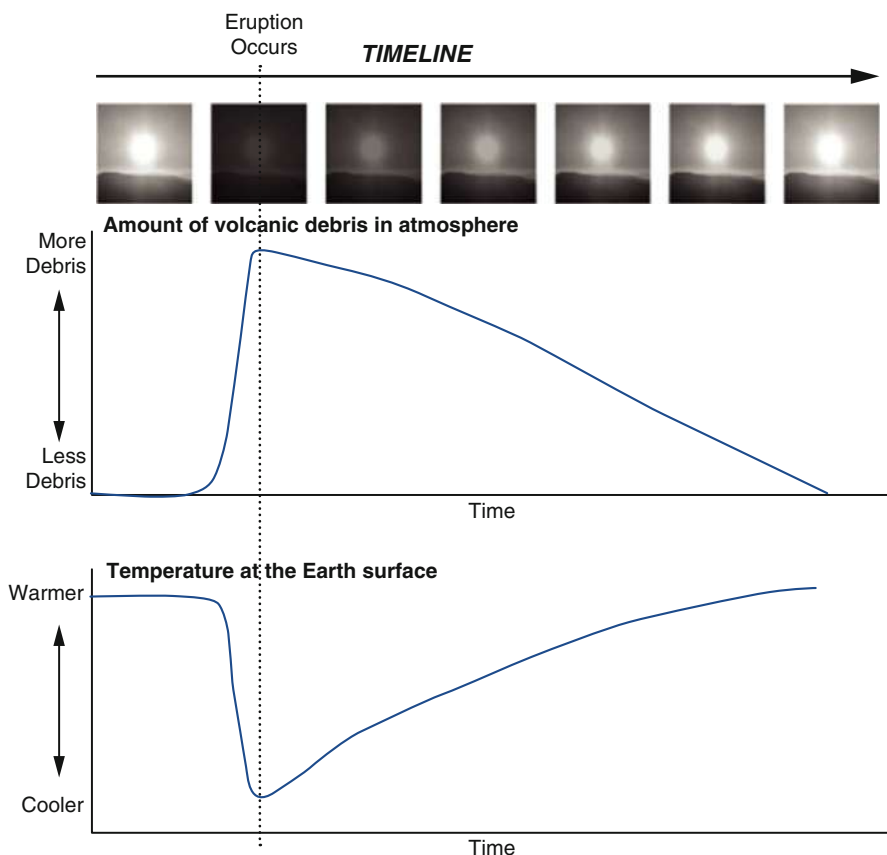 Eruption
Occurs
TIMELINE
Amount of volcanic debris in atmosphere
More
Debris
Less
Debris
Time
Temperature at the Earth surface
Warmer
Cooler
Time